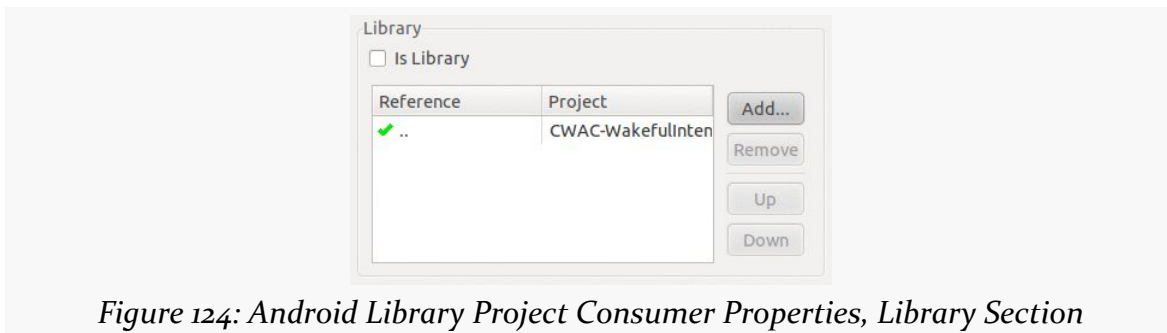 Library
Is Library
Reference Project
.. CWAC-WakefulInten
Add...
Remove
Up
Down
Figure 124: Android Library Project Consumer Properties, Library Section